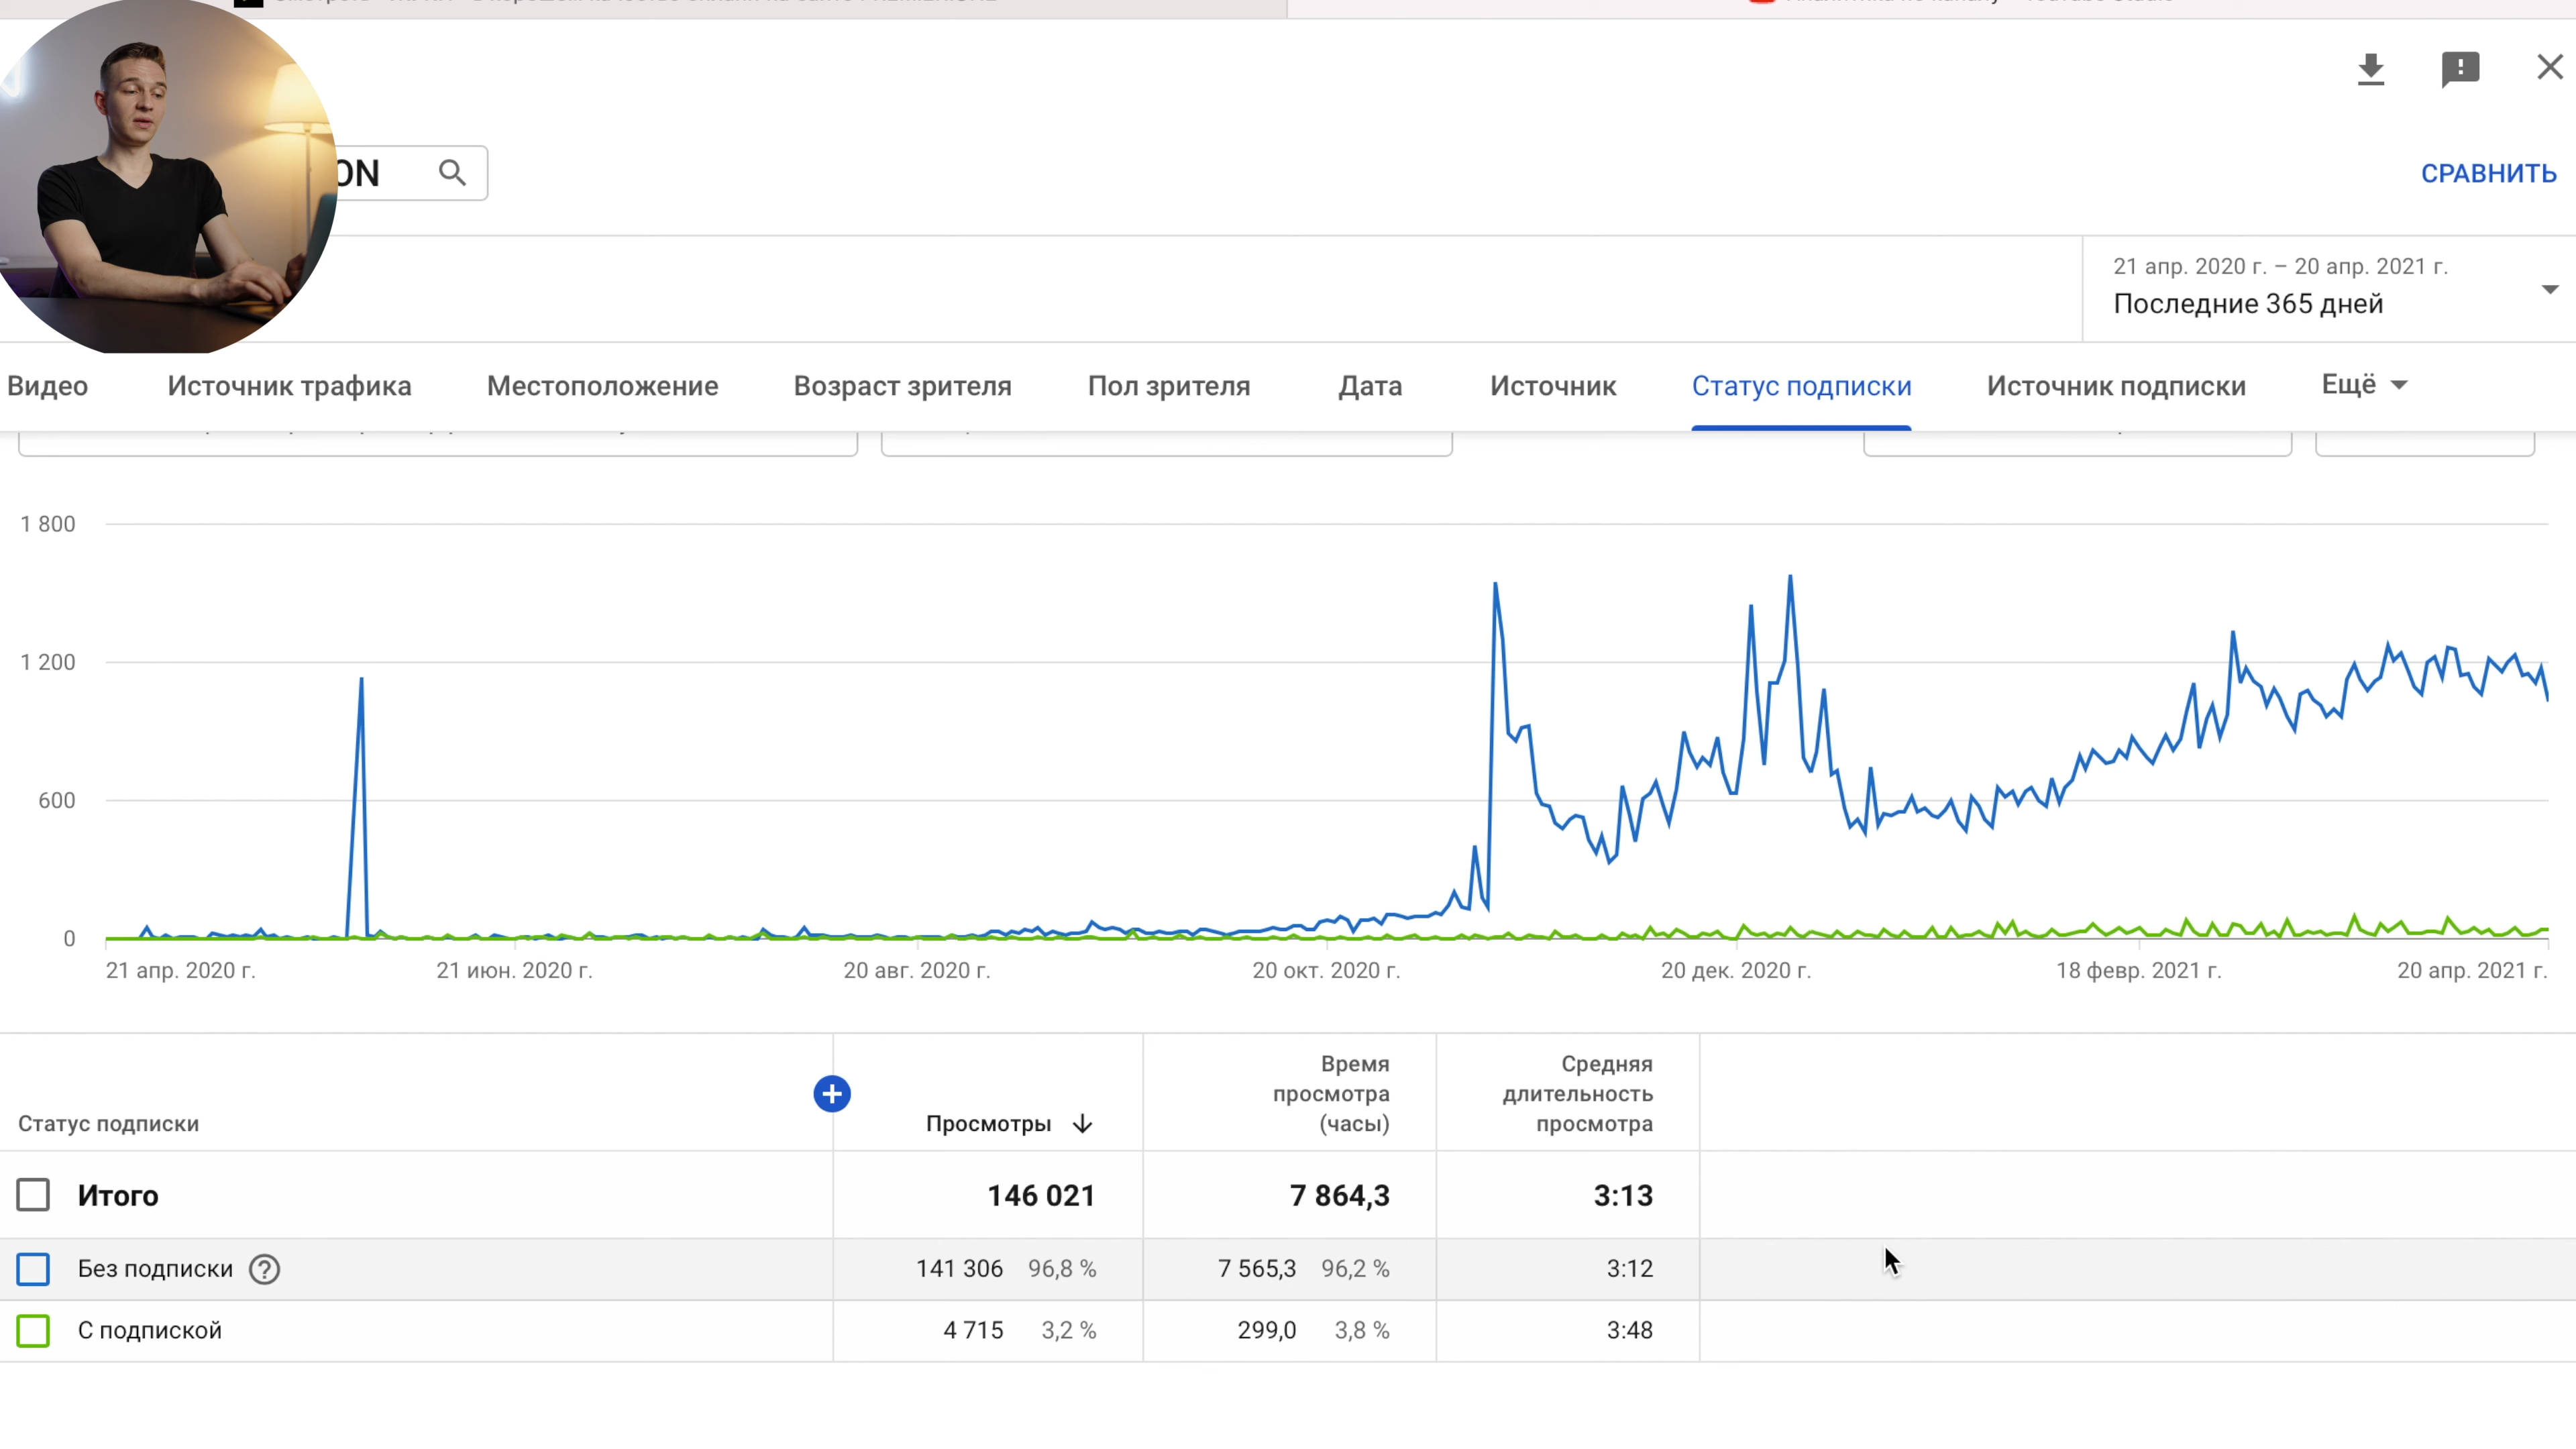 ON
СРАВНИТЬ
21 апр. 2020 г. – 20 апр. 2021 г.
Последние 365 дней
Видео Источник трафика Местоположение Возраст зрителя Пол зрителя Дата Источник Статус подписки Источник подписки Ещё
1 800
1 200
600
0
21 апр. 2020 г. 21 июн. 2020 г. 20 авг. 2020 г. 20 окт. 2020 г. 20 дек. 2020 г. 18 февр. 2021 г. 20 апр. 2021 г.
Статус подписки
Просмотры
Время
просмотра
(часы)
Средняя
длительность
просмотра
Итого 146 021 7 864,3 3:13
Без подписки 141 306 96,8 % 7 565,3 96,2 % 3:12
С подпиской 4 715 3,2 % 299,0 3,8 % 3:48